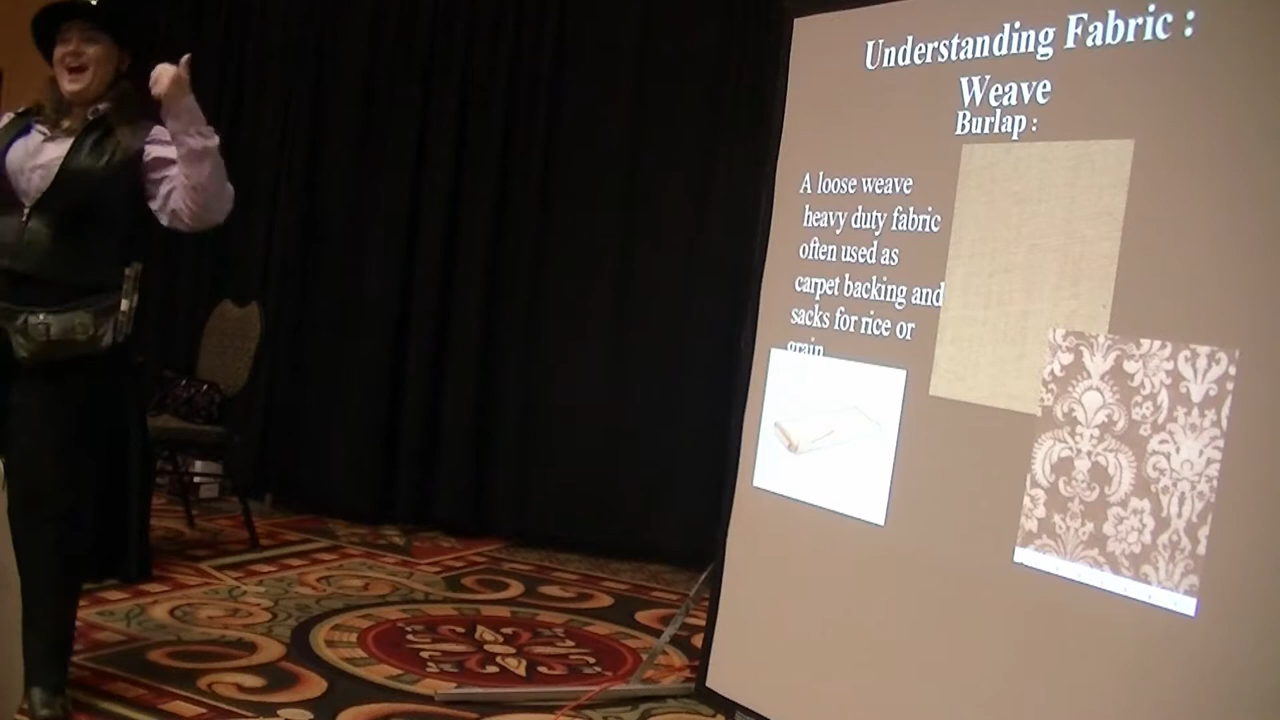 Understanding Fabric :
Weave
Burlap :
A loose weave
heavy duty fabric
often used as
carpet backing and
sacks for rice or
grain